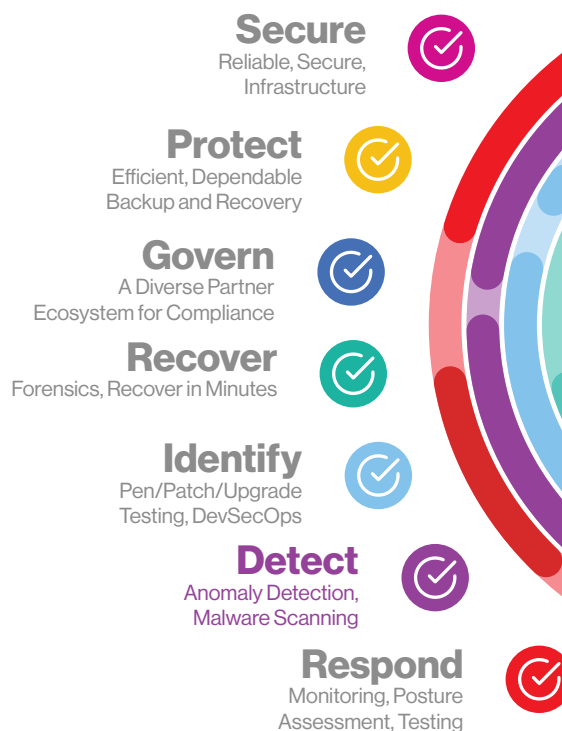 Secure
Reliable, Secure,
Infrastructure
Protect
Efficient, Dependable
Backup and Recovery
Govern
A Diverse Partner
Ecosystem for Compliance
Recover
Forensics, Recover in Minutes
Identify
Pen/Patch/Upgrade
Testing, DevSecOps
Detect
Anomaly Detection,
Malware Scanning
Respond
Monitoring, Posture
Assessment, Testing